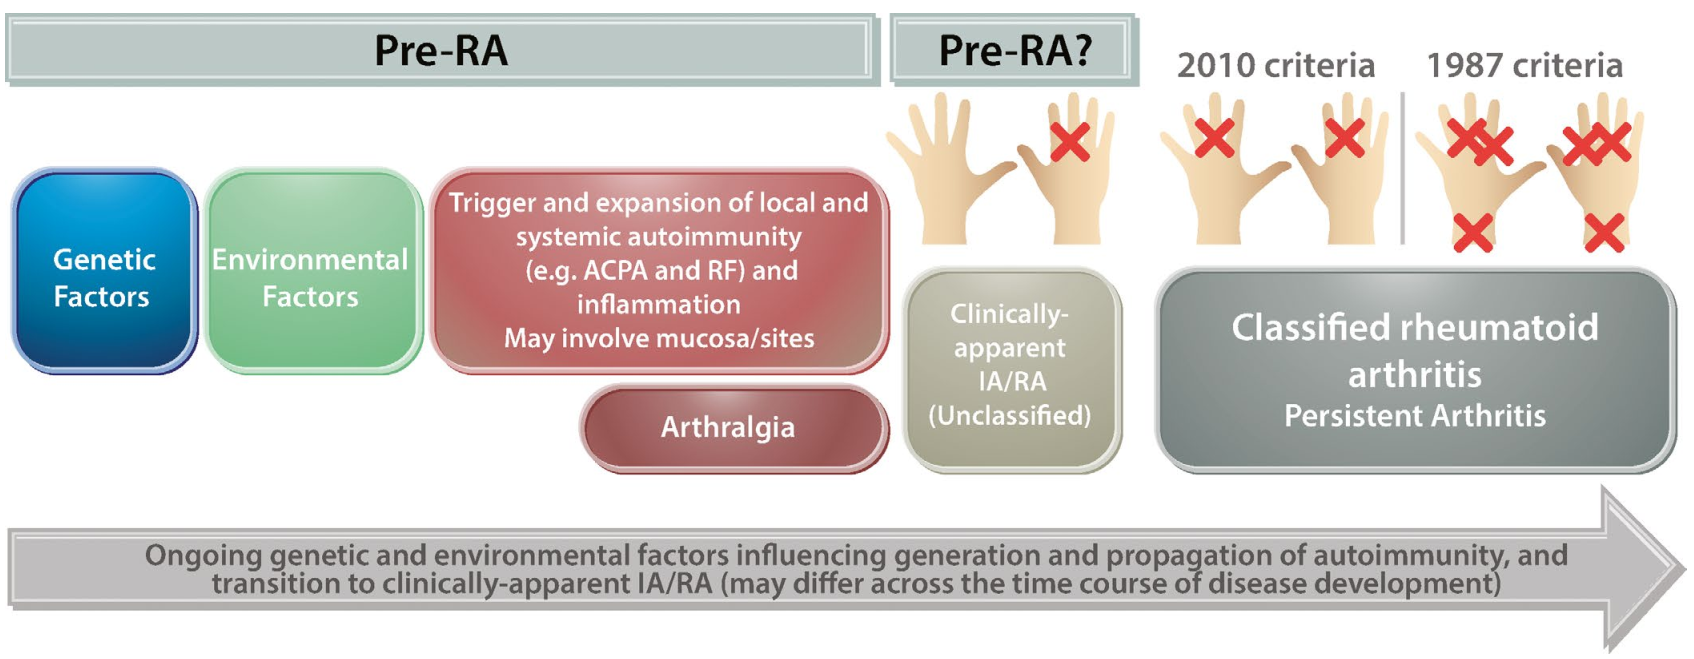 Pre-RA
Pre-RA?
2010 criteria
1987 criteria
Genetic
Factors
Environmental
Factors
Trigger and expansion of local and
systemic autoimmunity
(e.g. ACPA and RF) and
inflammation
May involve mucosa/sites
Arthralgia
Clinically-
apparent
IA/RA
(Unclassified)
Classified rheumatoid
arthritis
Persistent Arthritis
Ongoing genetic and environmental factors influencing generation and propagation of autoimmunity, and
transition to clinically-apparent IA/RA (may differ across the time course of disease development)